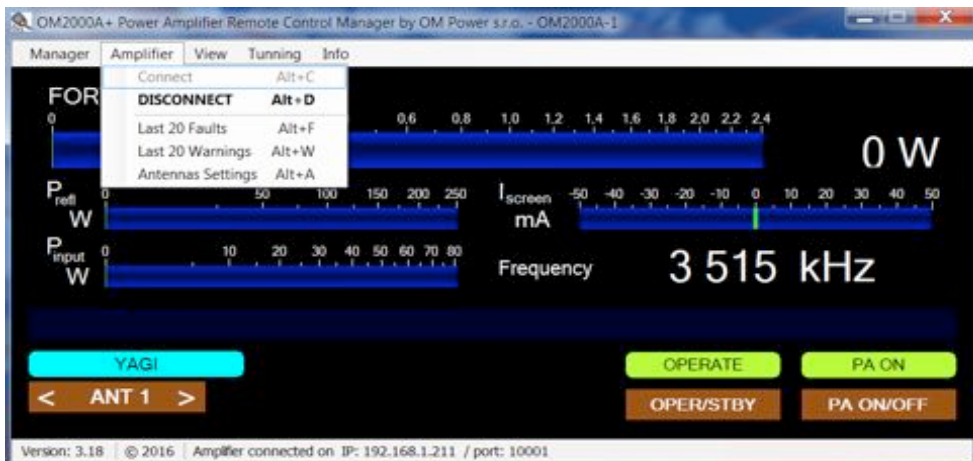 OM2000A+ Power Amplifier Remote Control Manager by OM Power s.r.o. - OM2000A-1
Manager Amplifier View Tunning Info
Connect Alt+C
DISCONNECT Alt+D
Last 20 Faults Alt+F
Last 20 Warnings Alt+W
Antennas Settings Alt+A
FOR
0 0,6 0,8 1,0 1,2 1,4 1,6 1,8 2,0 2,2 2,4
0 W
Prefl W
0 50 100 150 200 250
Iscreen mA
-50 -40 -30 -20 -10 0 10 20 30 40 50
Pinput W
0 10 20 30 40 50 60 70 80
Frequency 3 515 kHz
YAGI OPERATE PA ON
< ANT 1 > OPER/STBY PA ON/OFF
Version: 3.18 © 2016 Amplifier connected on IP: 192.168.1.211 / port: 10001